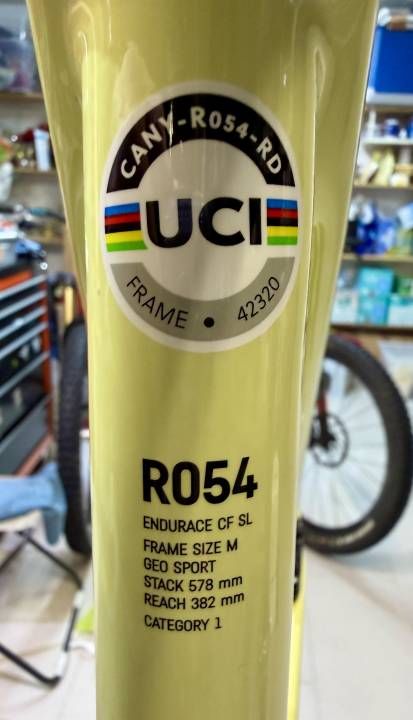 CANY-R054-RD
UCI
FRAME • 42320
R054
ENDURACE CF SL
FRAME SIZE M
GEO SPORT
STACK 578 mm
REACH 382 mm
CATEGORY 1